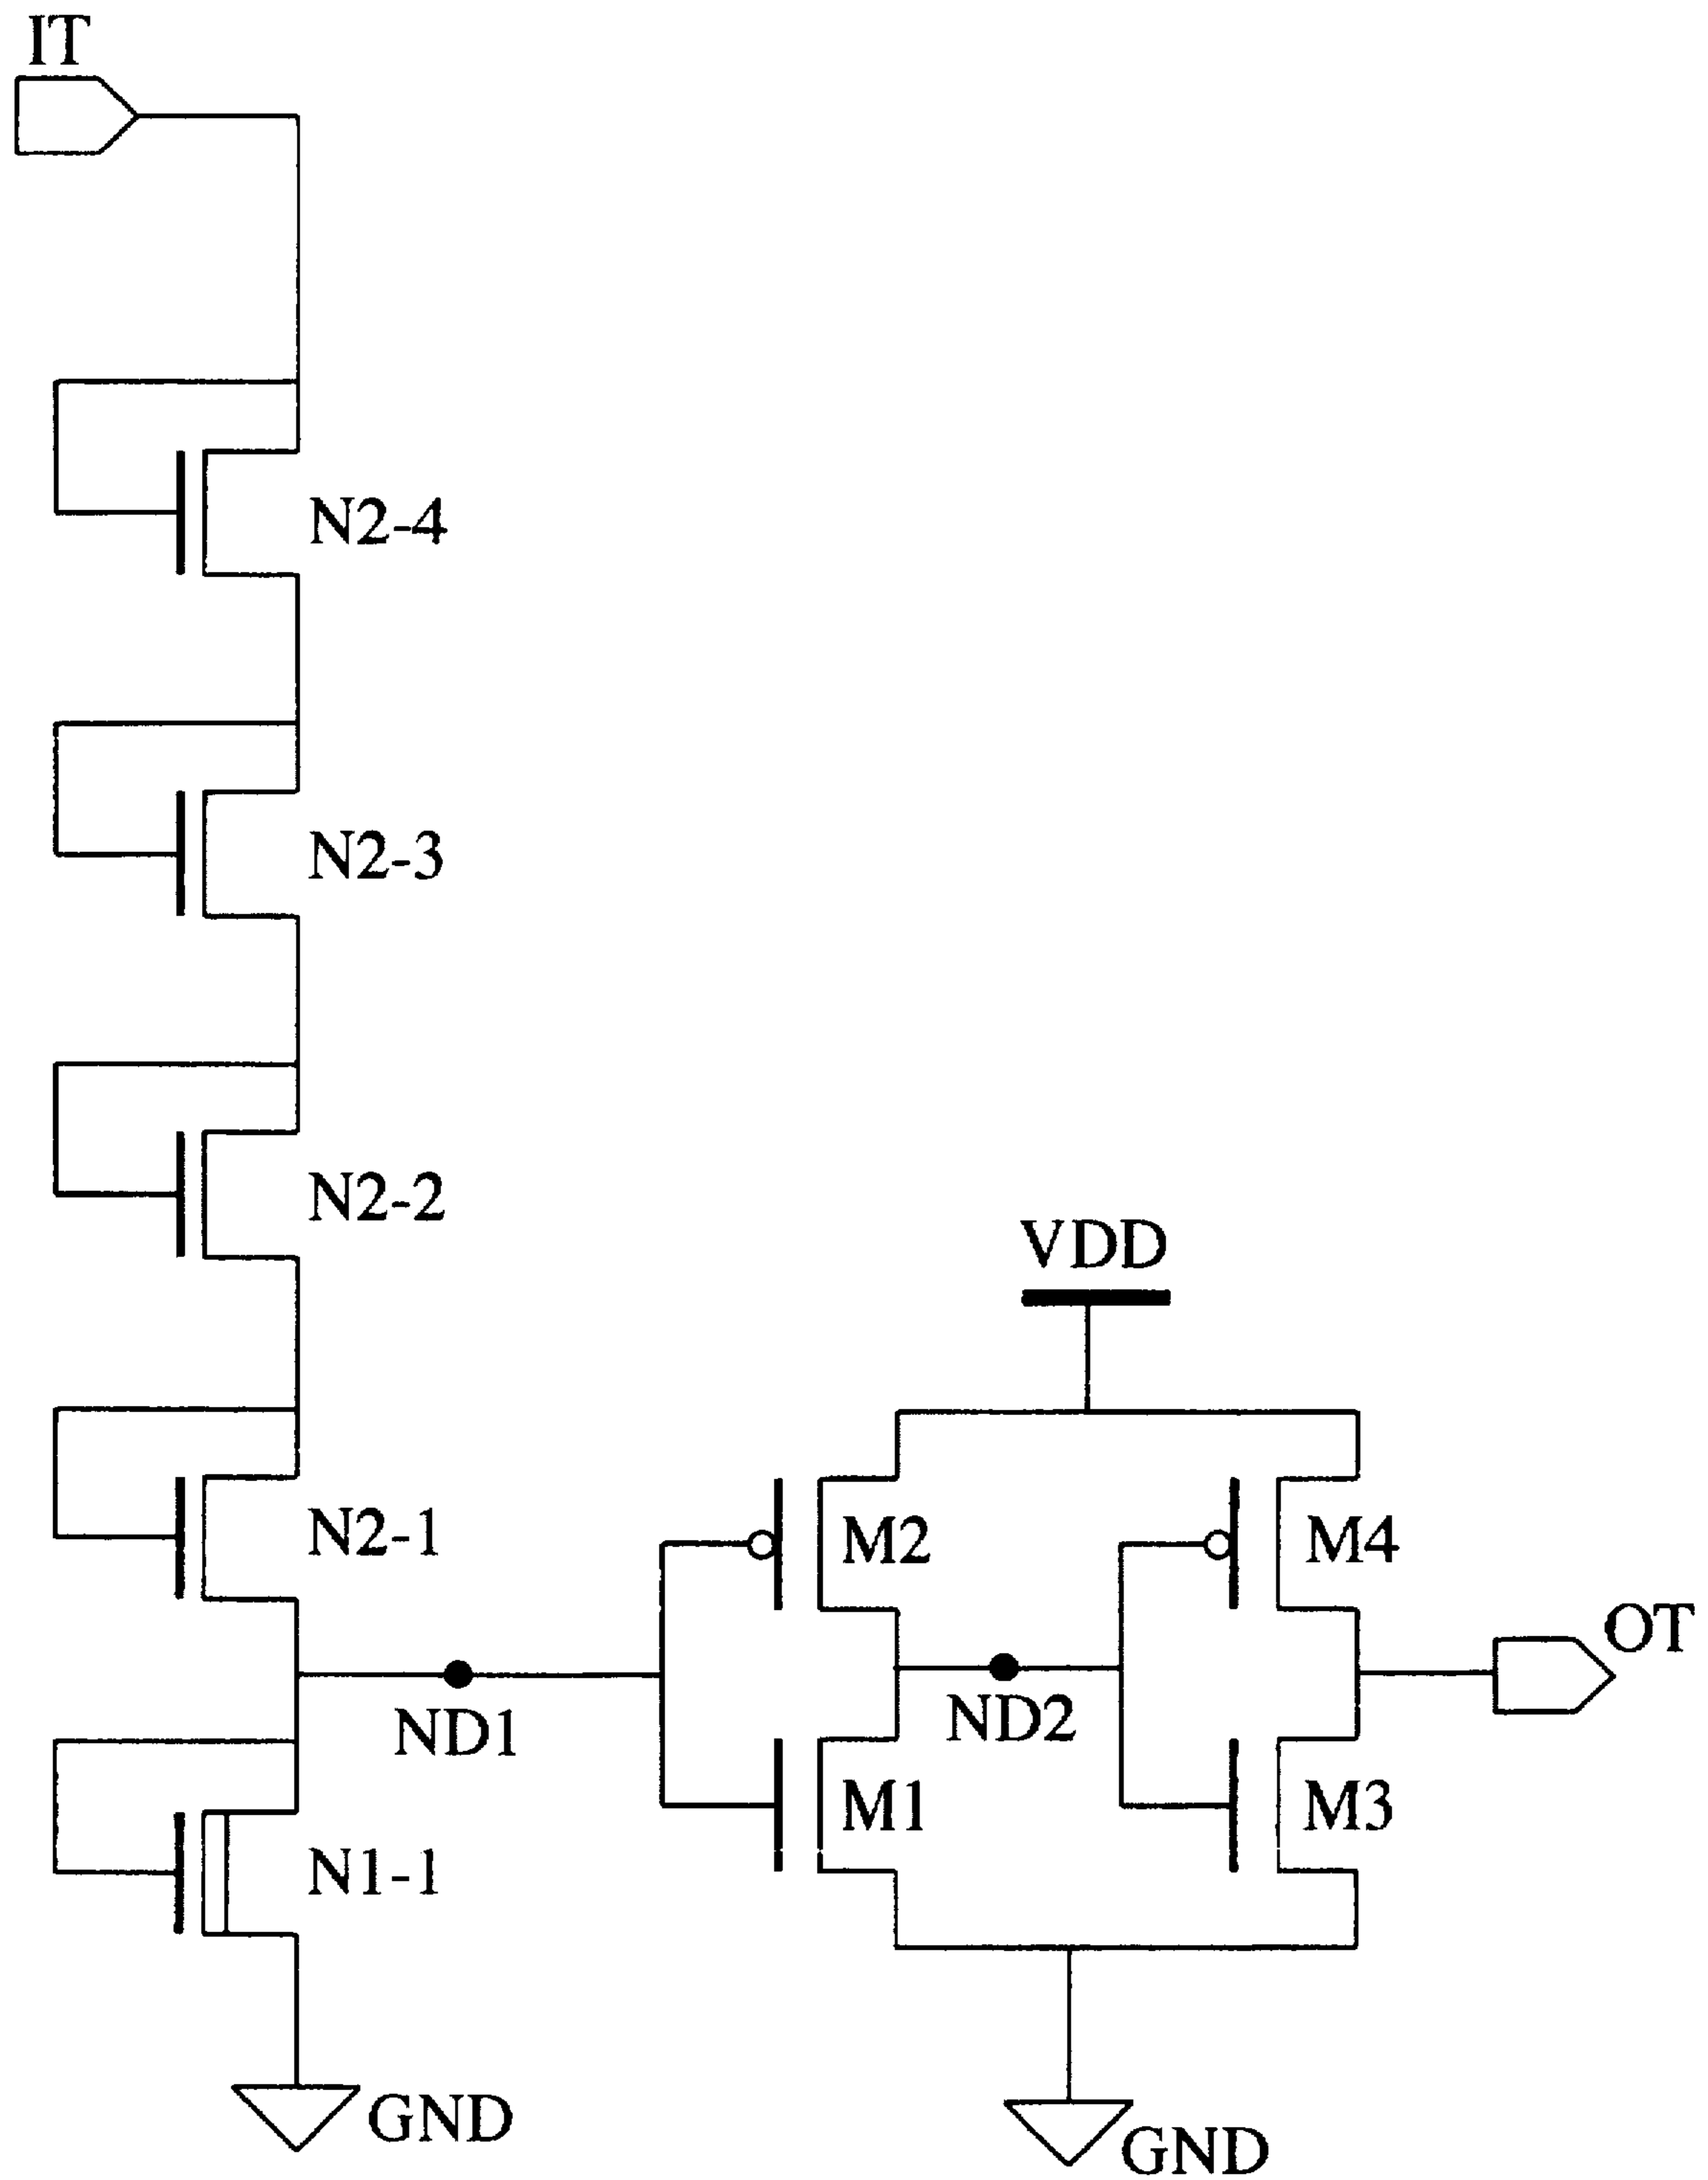 IT
N2-4
N2-3
N2-2
VDD
N2-1
M2
M4
OT
ND1
ND2
M1
M3
N1-1
GND
GND